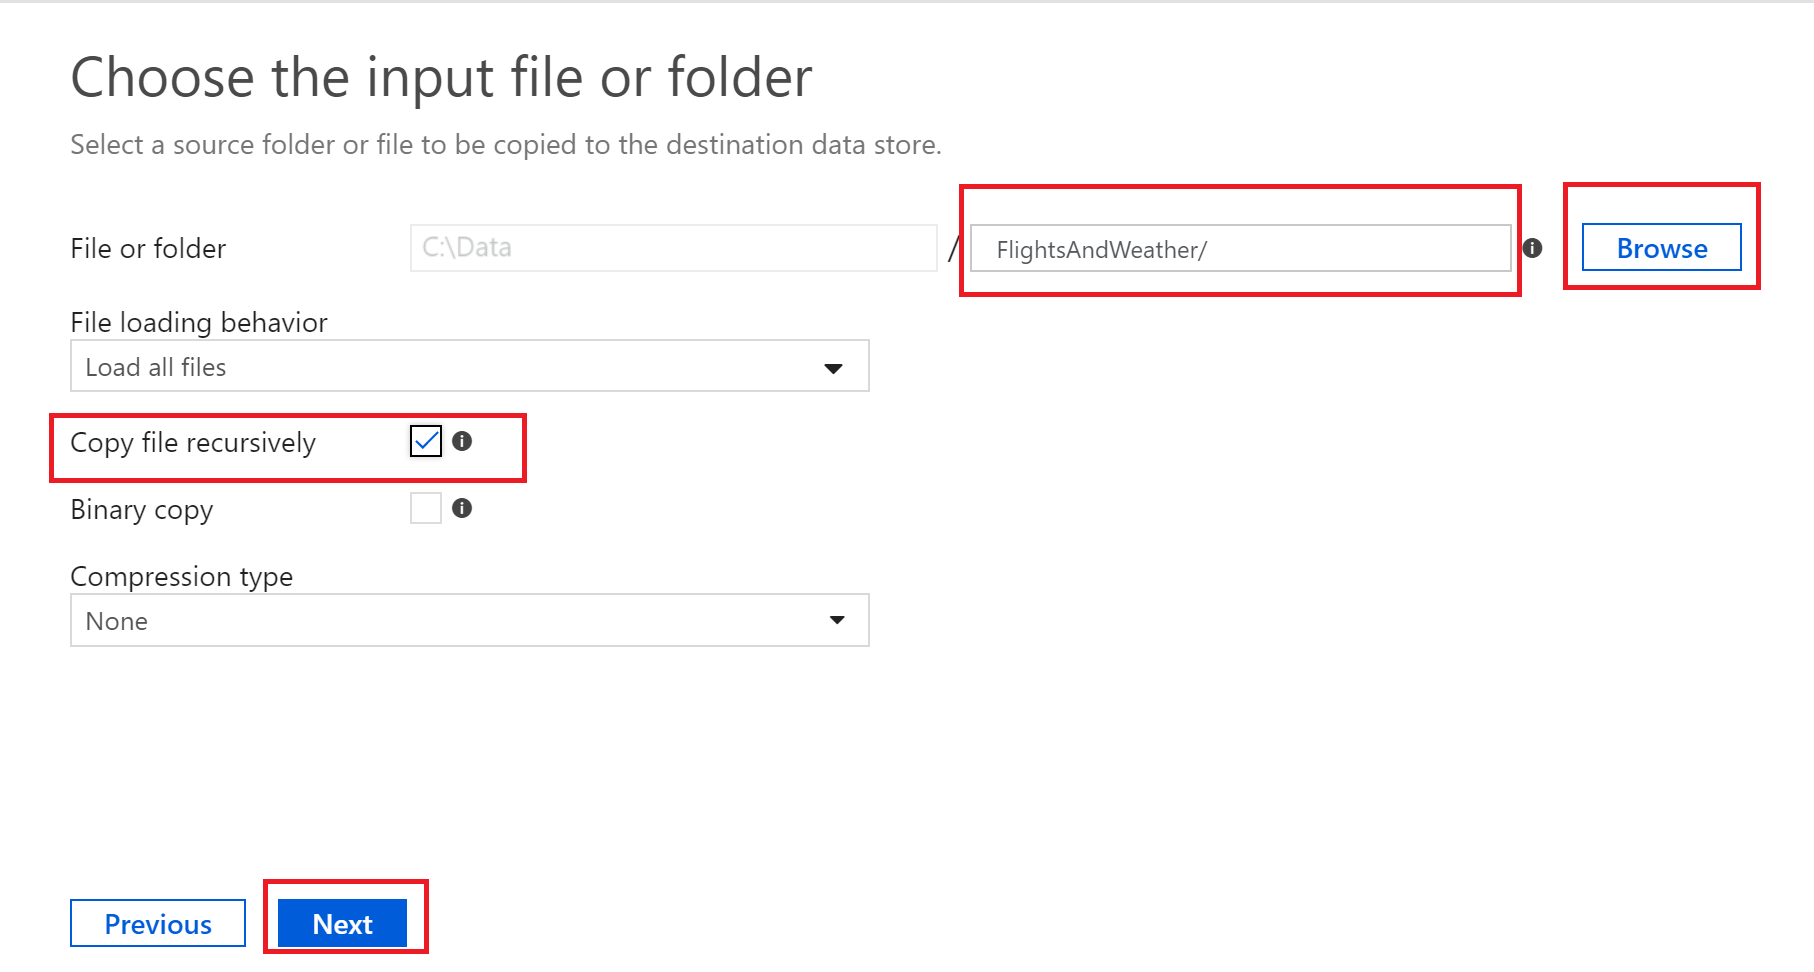 Choose the input file or folder
Select a source folder or file to be copied to the destination data store.
File or folder C:\Data / FlightsAndWeather/ Browse
File loading behavior
Load all files
Copy file recursively
Binary copy
Compression type
None
Previous Next